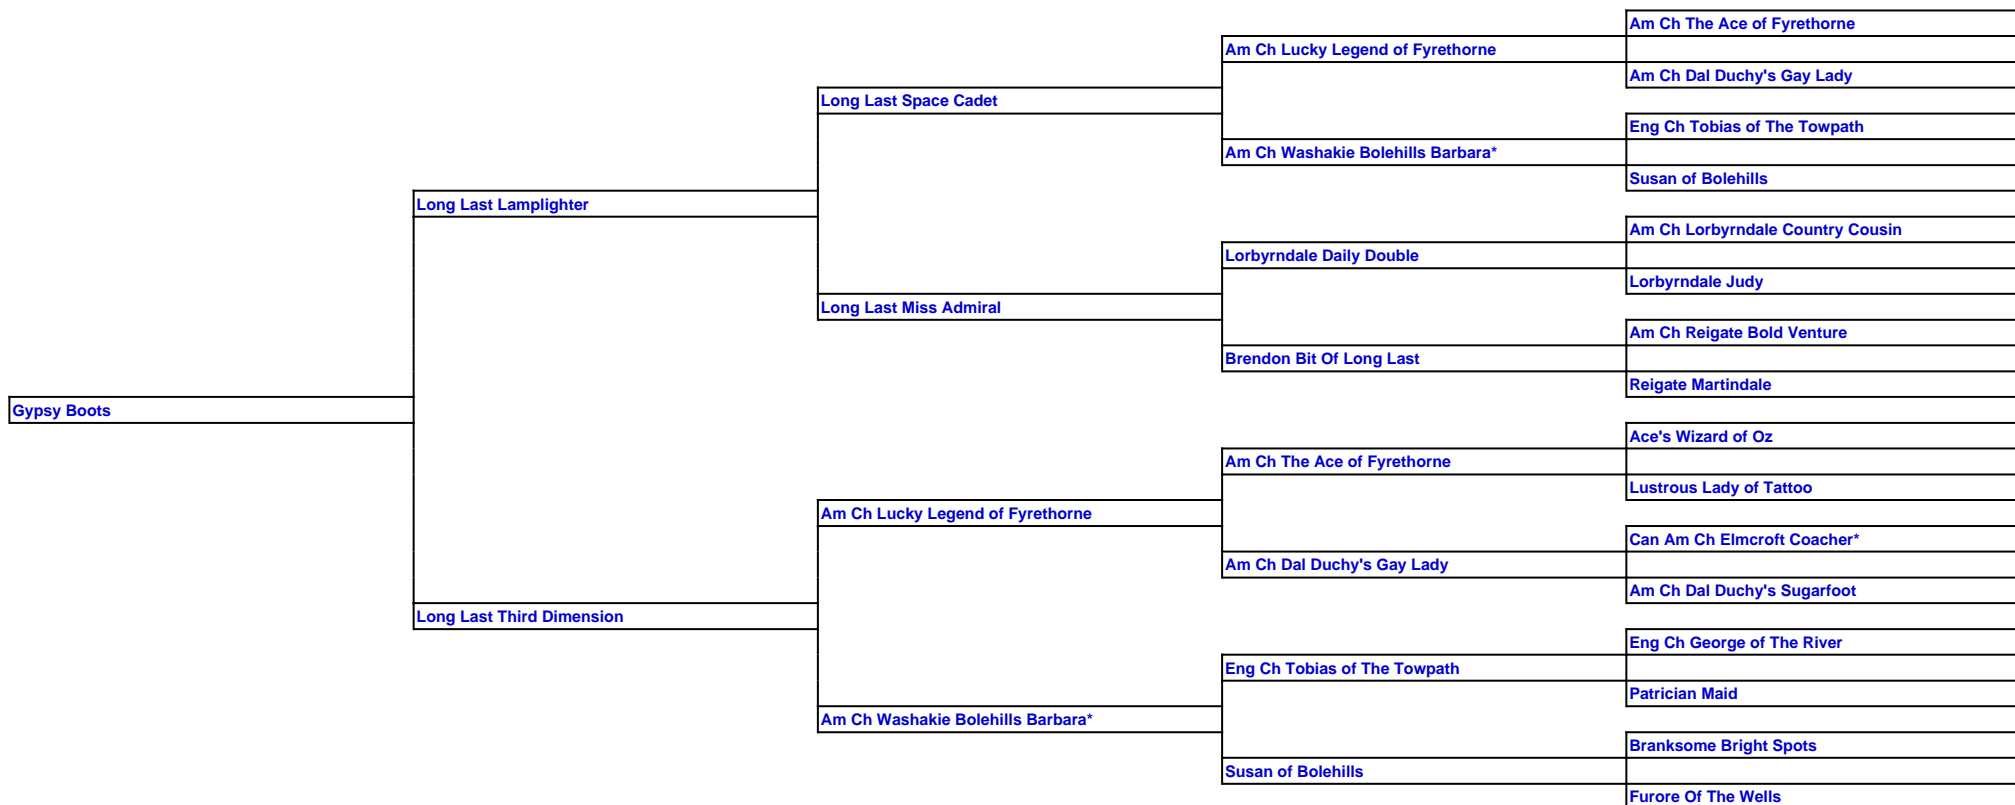 Am Ch The Ace of Fyrethorne
Am Ch Lucky Legend of Fyrethorne
Am Ch Dal Duchy's Gay Lady
Long Last Space Cadet
Eng Ch Tobias of The Towpath
Am Ch Washakie Bolehills Barbara*
Susan of Bolehills
Long Last Lamplighter
Am Ch Lorbyrndale Country Cousin
Lorbyrndale Daily Double
Lorbyrndale Judy
Long Last Miss Admiral
Am Ch Reigate Bold Venture
Brendon Bit Of Long Last
Reigate Martindale
Gypsy Boots
Ace's Wizard of Oz
Am Ch The Ace of Fyrethorne
Lustrous Lady of Tattoo
Am Ch Lucky Legend of Fyrethorne
Can Am Ch Elmcroft Coacher*
Am Ch Dal Duchy's Gay Lady
Am Ch Dal Duchy's Sugarfoot
Long Last Third Dimension
Eng Ch George of The River
Eng Ch Tobias of The Towpath
Patrician Maid
Am Ch Washakie Bolehills Barbara*
Branksome Bright Spots
Susan of Bolehills
Furore Of The Wells